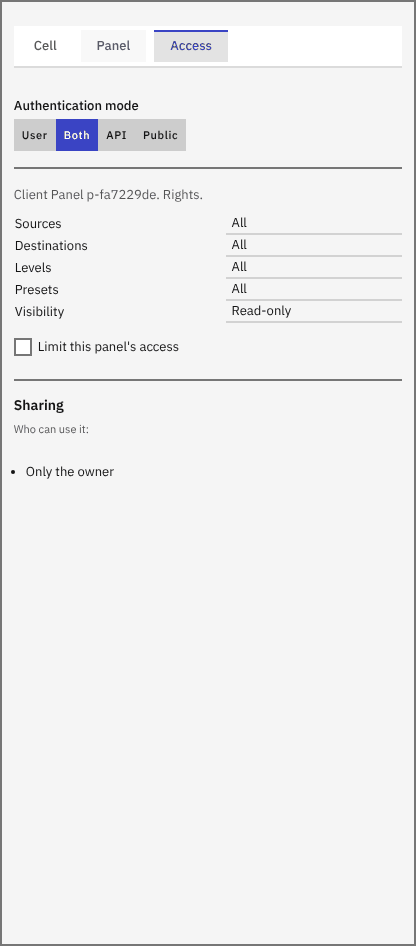 Cell Panel Access
Authentication mode
User Both API Public
Client Panel p-fa7229de. Rights.
Sources All
Destinations All
Levels All
Presets All
Visibility Read-only
Limit this panel's access
Sharing
Who can use it:
• Only the owner